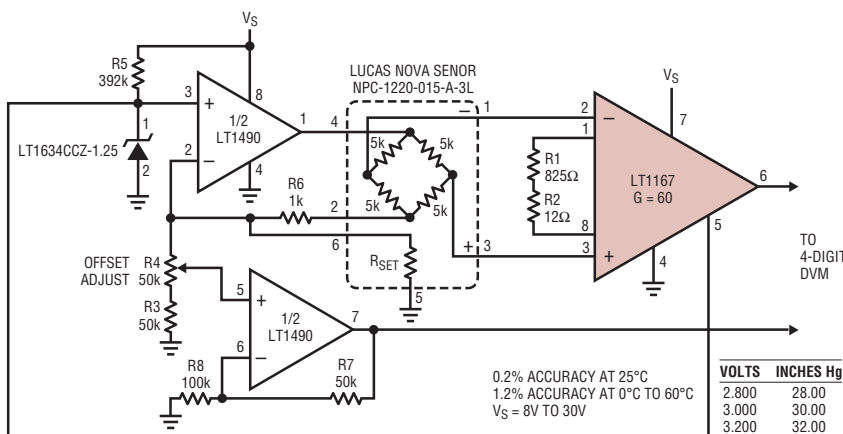 VS
R5
392k
3
+
8
1/2
LT1490
1
4
2
−
4
1
LT1634CCZ-1.25
2
LUCAS NOVA SENOR
NPC-1220-015-A-3L
− 1
5k
5k
5k
5k
R6
1k
2
6
RSET
5
+ 3
VS
7
2
−
1
R1
825Ω
R2
12Ω
8
3
+
LT1167
G = 60
6
5
4
TO
4-DIGIT
DVM
OFFSET
ADJUST
R4
50k
R3
50k
5
+
1/2
LT1490
7
6
−
R8
100k
R7
50k
0.2% ACCURACY AT 25°C
1.2% ACCURACY AT 0°C TO 60°C
VS = 8V TO 30V
VOLTS INCHES Hg
2.800 28.00
3.000 30.00
3.200 32.00